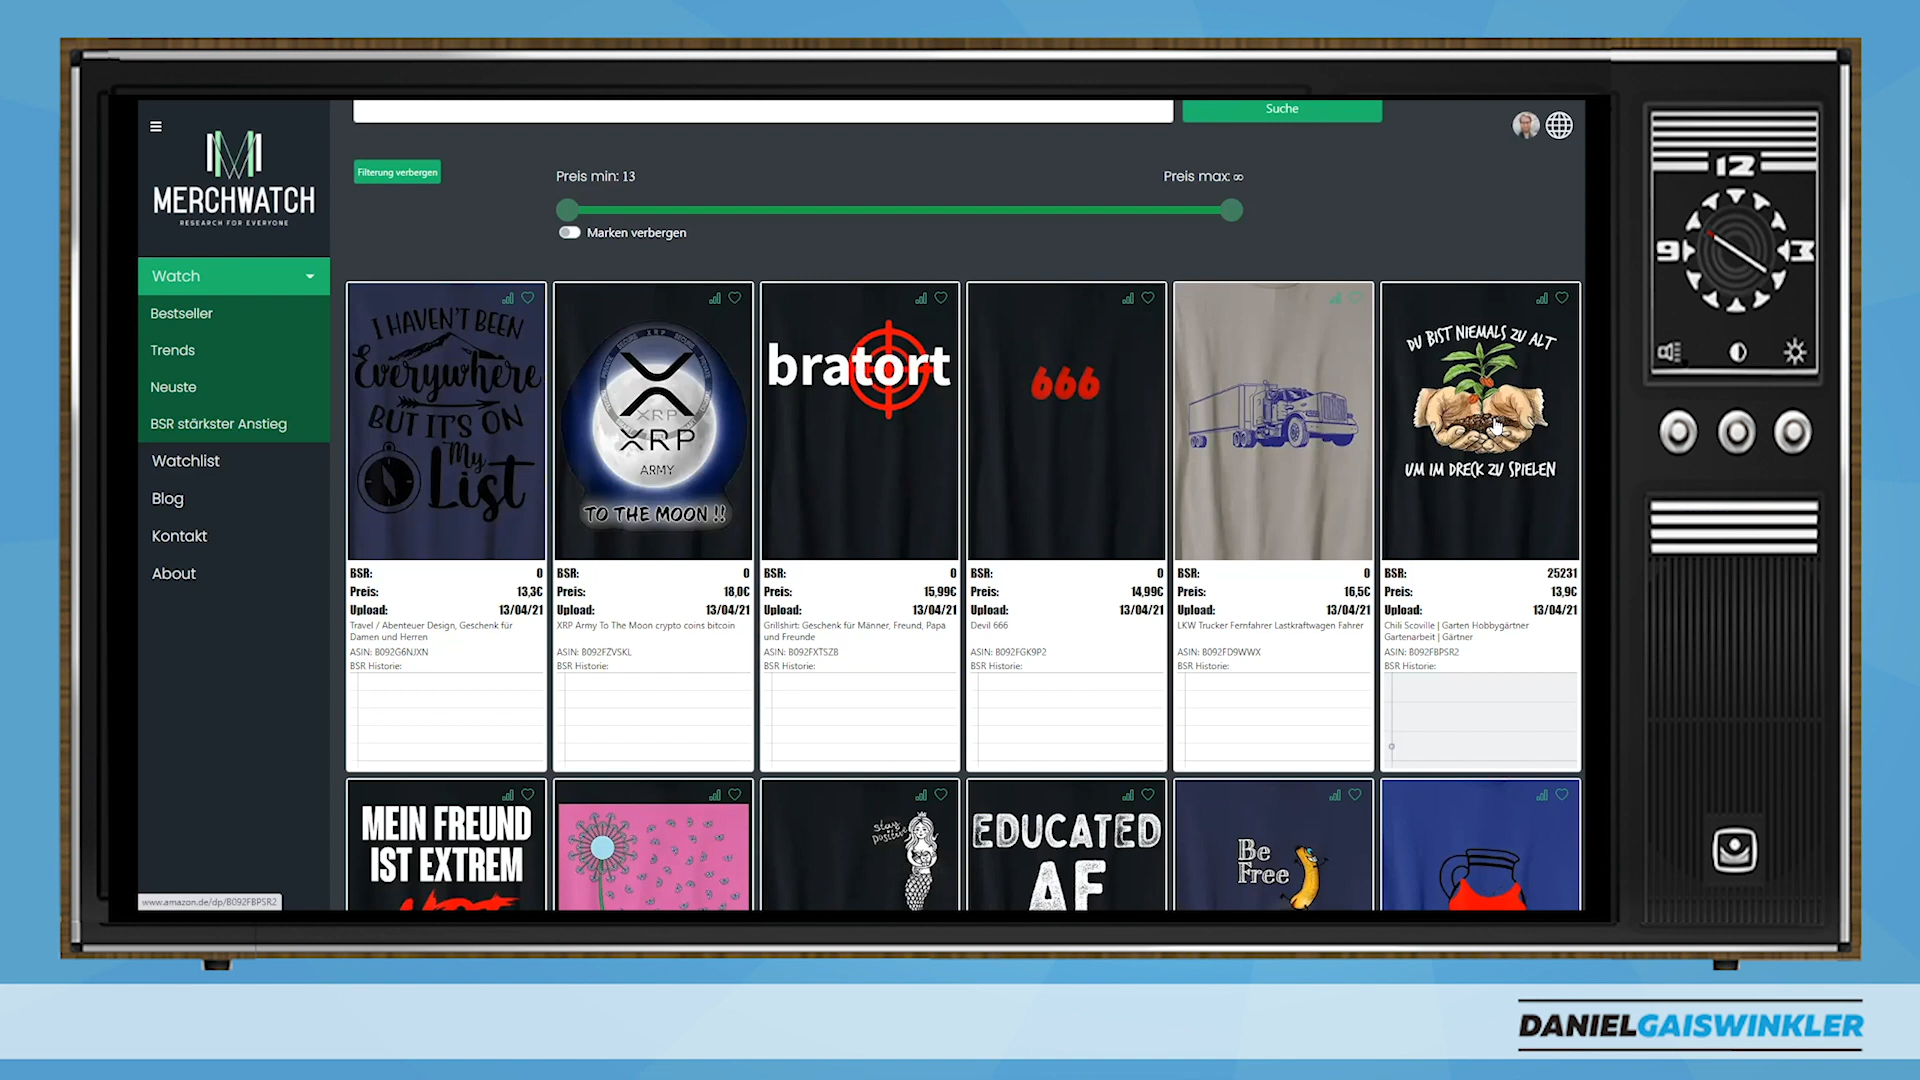 Suche
MERCHWATCH
RESEARCH FOR EVERYONE
Filterung verbergen
Preis min: 13
Preis max: ∞
Marken verbergen
Watch
Bestseller
Trends
Neuste
BSR stärkster Anstieg
Watchlist
Blog
Kontakt
About
I HAVEN'T BEEN
Everywhere
BUT IT'S ON
My
List
XRP
XRP
ARMY
TO THE MOON !!
bratort
666
DU BIST NIEMALS ZU ALT
UM IM DRECK ZU SPIELEN
BSR: 0
Preis: 13,3€
Upload: 13/04/21
Travel / Abenteuer Design, Geschenk für
Damen und Herren
ASIN: B092G6NJXN
BSR Historie:
BSR: 0
Preis: 18,0€
Upload: 13/04/21
XRP Army To The Moon crypto coins bitcoin
ASIN: B092FZVSKL
BSR Historie:
BSR: 0
Preis: 15,99€
Upload: 13/04/21
Grillshirt: Geschenk für Männer, Freund, Papa
und Freunde
ASIN: B092FXTSZB
BSR Historie:
BSR: 0
Preis: 14,99€
Upload: 13/04/21
Devil 666
ASIN: B092FGK9P2
BSR Historie:
BSR: 0
Preis: 16,5€
Upload: 13/04/21
LKW Trucker Fernfahrer Lastkraftwagen Fahrer
ASIN: B092FD9WWX
BSR Historie:
BSR: 25231
Preis: 13,9€
Upload: 13/04/21
Chili Scoville | Garten Hobbygärtner
Gartenarbeit | Gärtner
ASIN: B092FBPSR2
BSR Historie:
MEIN FREUND
IST EXTREM
stay
positive
EDUCATED
AF
Be
Free
www.amazon.de/dp/B092FBPSR2
12
9
3
DANIELGAISWINKLER